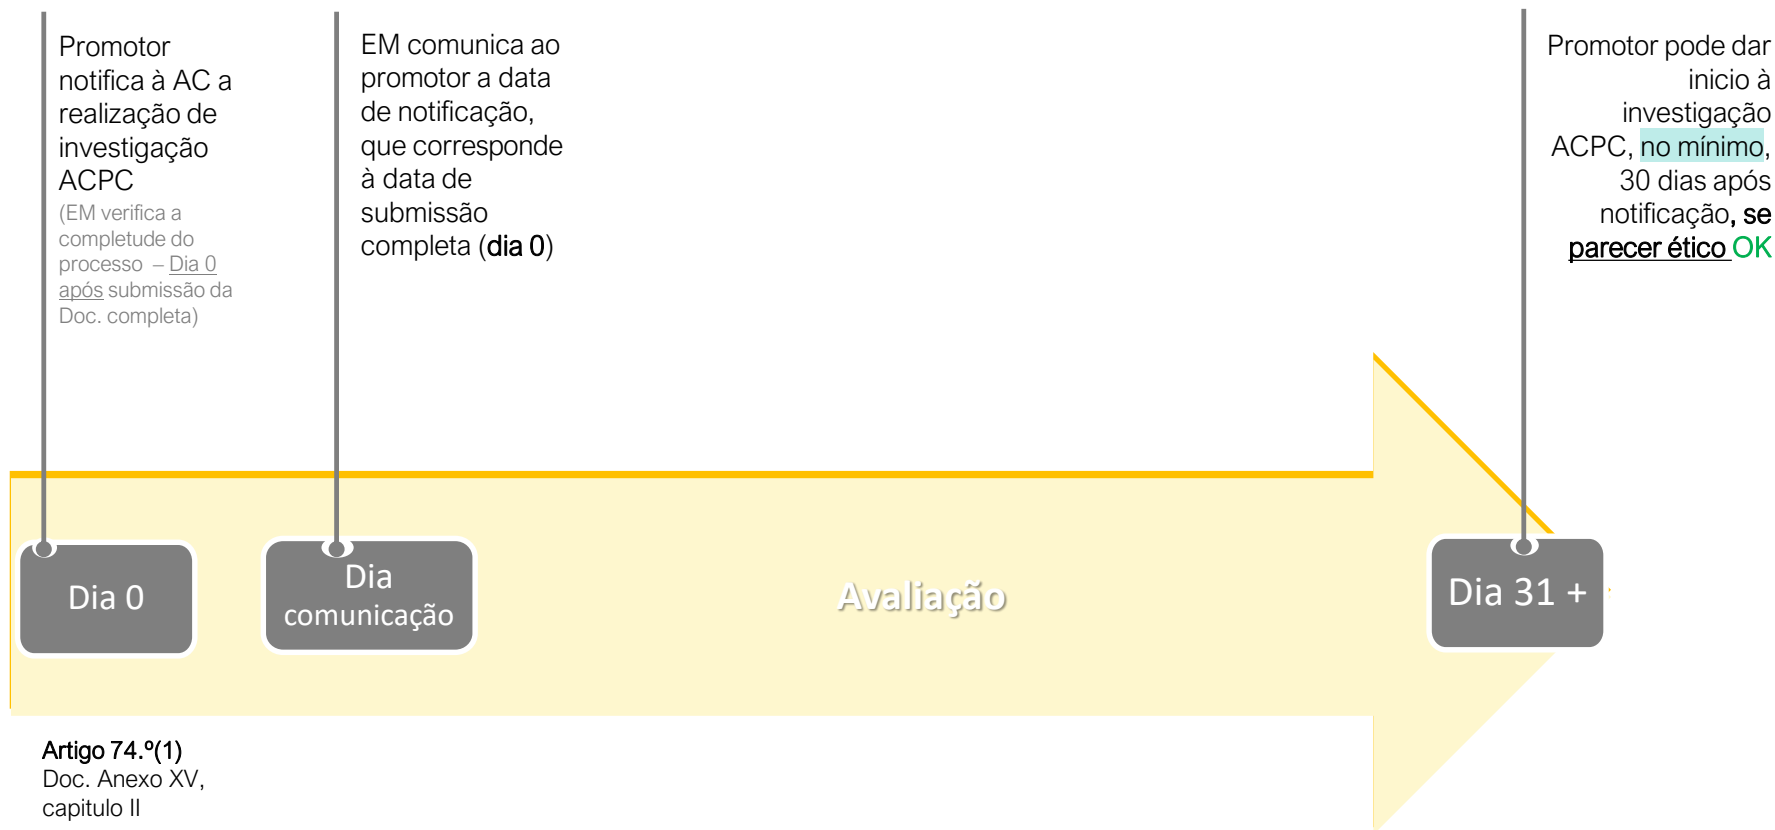 Promotor
notifica à AC a
realização de
investigação
ACPC
(EM verifica a
completude do
processo – Dia 0
após submissão da
Doc. completa)
EM comunica ao
promotor a data
de notificação,
que corresponde
à data de
submissão
completa (dia 0)
Promotor pode dar
inicio à
investigação
ACPC, no mínimo,
30 dias após
notificação, se
parecer ético OK
Dia 0
Dia
comunicação
Avaliação
Dia 31 +
Artigo 74.º(1)
Doc. Anexo XV,
capitulo II